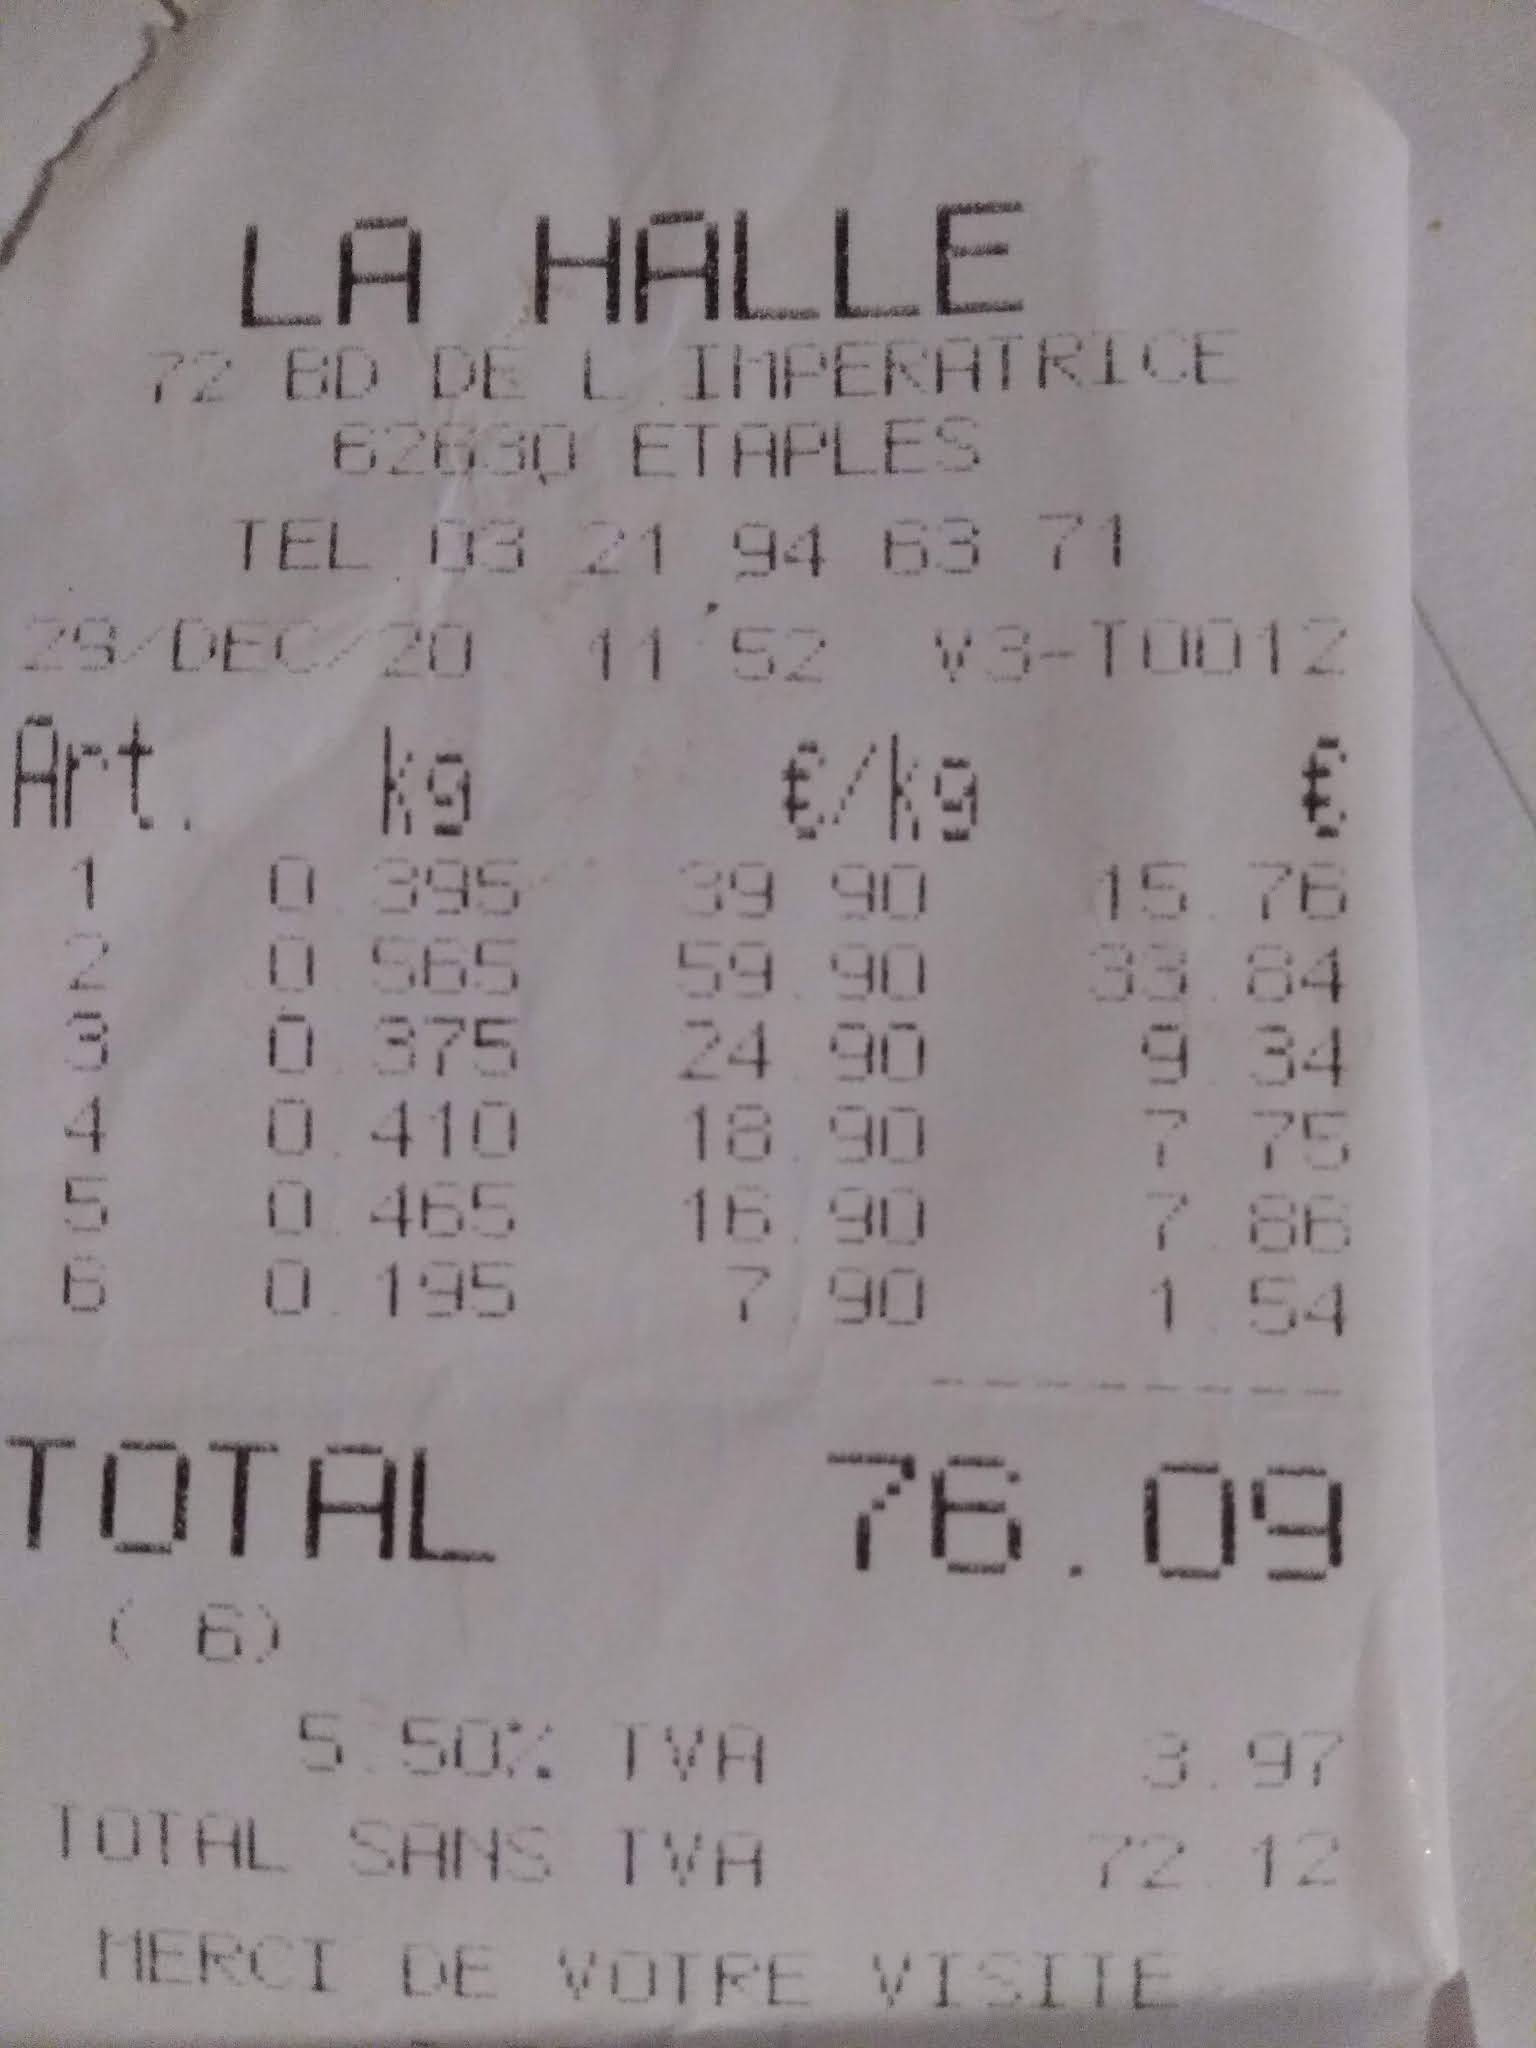 LA HALLE
72 BD DE L IMPERATRICE
62630 ETAPLES
TEL 03 21 94 63 71
29/DEC/20 11 52 V3-T0012
Art. kg €/kg €
1 0.395 39.90 15.76
2 0.565 59.90 33.84
3 0.375 24.90 9.34
4 0.410 18.90 7.75
5 0.465 16.90 7.86
6 0.195 7.90 1.54
TOTAL 76.09
( 6)
5.50% TVA 3.97
TOTAL SANS TVA 72.12
MERCI DE VOTRE VISITE